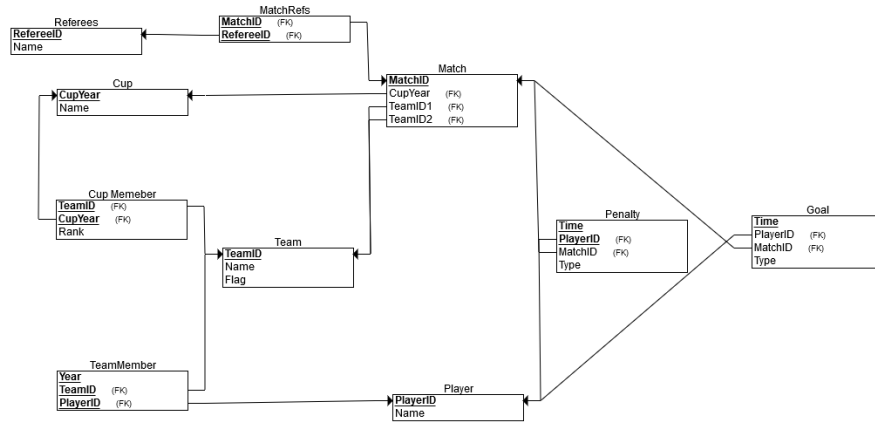 Referees
RefereeID
Name
MatchRefs
MatchID (FK)
RefereeID (FK)
Cup
CupYear
Name
Match
MatchID
CupYear (FK)
TeamID1 (FK)
TeamID2 (FK)
Cup Memeber
TeamID (FK)
CupYear (FK)
Rank
Team
TeamID
Name
Flag
Penalty
Time
PlayerID (FK)
MatchID (FK)
Type
Goal
Time
PlayerID (FK)
MatchID (FK)
Type
TeamMember
Year
TeamID (FK)
PlayerID (FK)
Player
PlayerID
Name